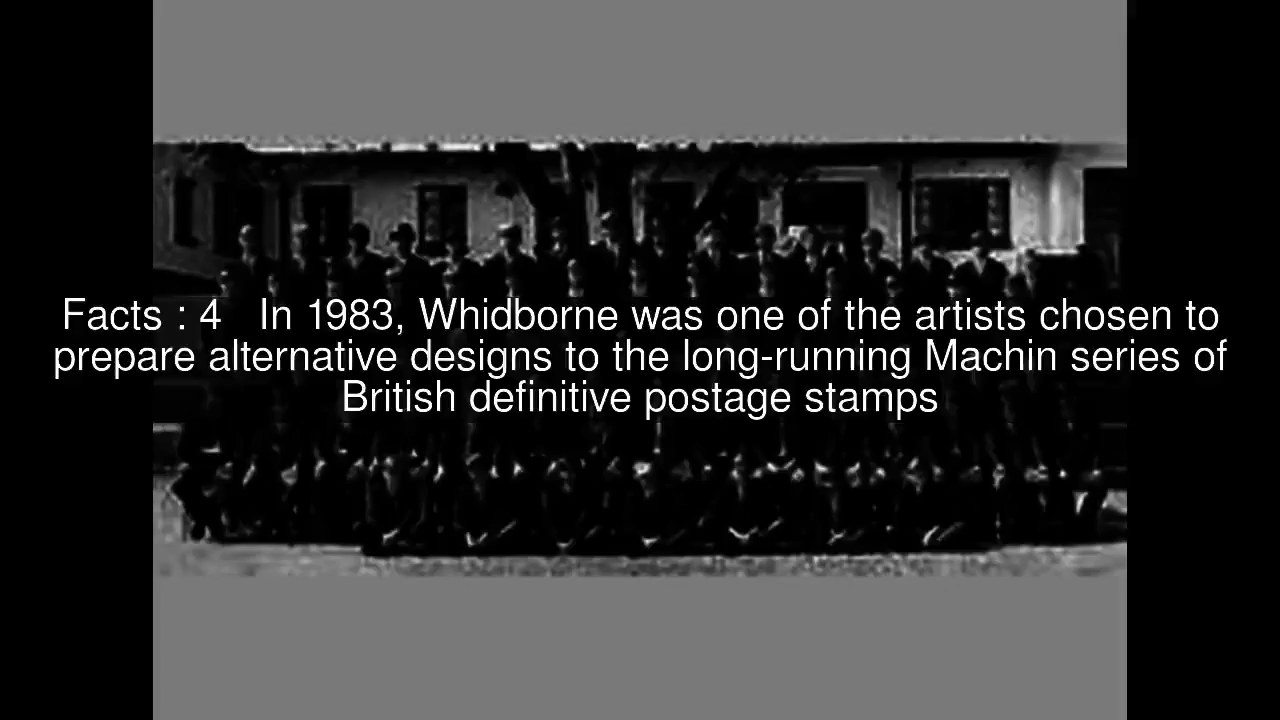 Facts : 4 In 1983, Whidborne was one of the artists chosen to
prepare alternative designs to the long-running Machin series of
British definitive postage stamps